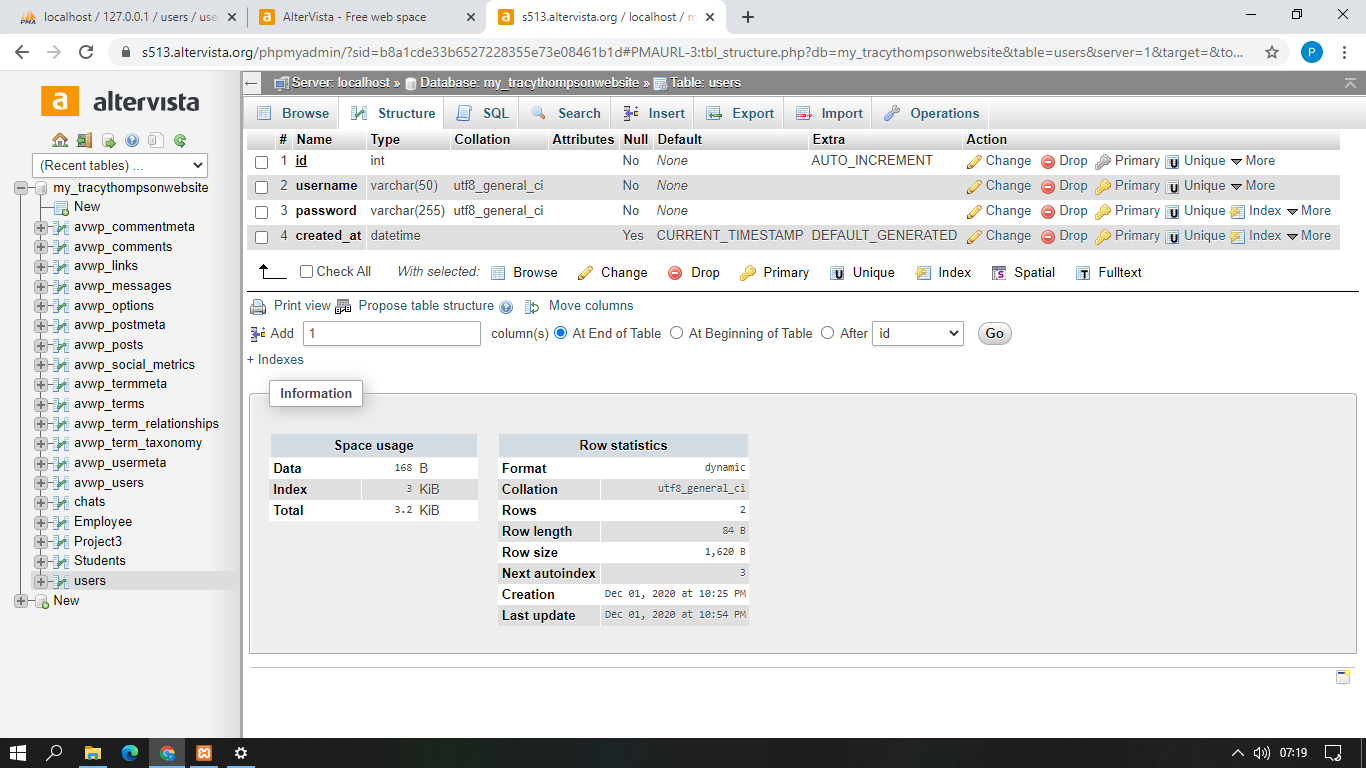 localhost / 127.0.0.1 / users / use
AlterVista - Free web space
s513.altervista.org / localhost / m
s513.altervista.org/phpmyadmin/?sid=b8a1cde33b6527228355e73e08461b1d#PMAURL-3:tbl_structure.php?db=my_tracythompsonwebsite&table=users&server=1&target=&to...
P
a altervista
(Recent tables) ...
my_tracythompsonwebsite
New
avwp_commentmeta
avwp_comments
avwp_links
avwp_messages
avwp_options
avwp_postmeta
avwp_posts
avwp_social_metrics
avwp_termmeta
avwp_terms
avwp_term_relationships
avwp_term_taxonomy
avwp_usermeta
avwp_users
chats
Employee
Project3
Students
users
New
Server: localhost » Database: my_tracythompsonwebsite » Table: users
Browse Structure SQL Search Insert Export Import Operations
# Name Type Collation Attributes Null Default Extra Action
1 id int No None AUTO_INCREMENT Change Drop Primary Unique More
2 username varchar(50) utf8_general_ci No None Change Drop Primary Unique More
3 password varchar(255) utf8_general_ci No None Change Drop Primary Unique Index More
4 created_at datetime Yes CURRENT_TIMESTAMP DEFAULT_GENERATED Change Drop Primary Unique Index More
Check All With selected: Browse Change Drop Primary Unique Index Spatial Fulltext
Print view Propose table structure Move columns
Add 1 column(s) At End of Table At Beginning of Table After id Go
+ Indexes
Information
Space usage
Data 168 B
Index 3 KiB
Total 3.2 KiB
Row statistics
Format dynamic
Collation utf8_general_ci
Rows 2
Row length 84 B
Row size 1,620 B
Next autoindex 3
Creation Dec 01, 2020 at 10:25 PM
Last update Dec 01, 2020 at 10:54 PM
07:19